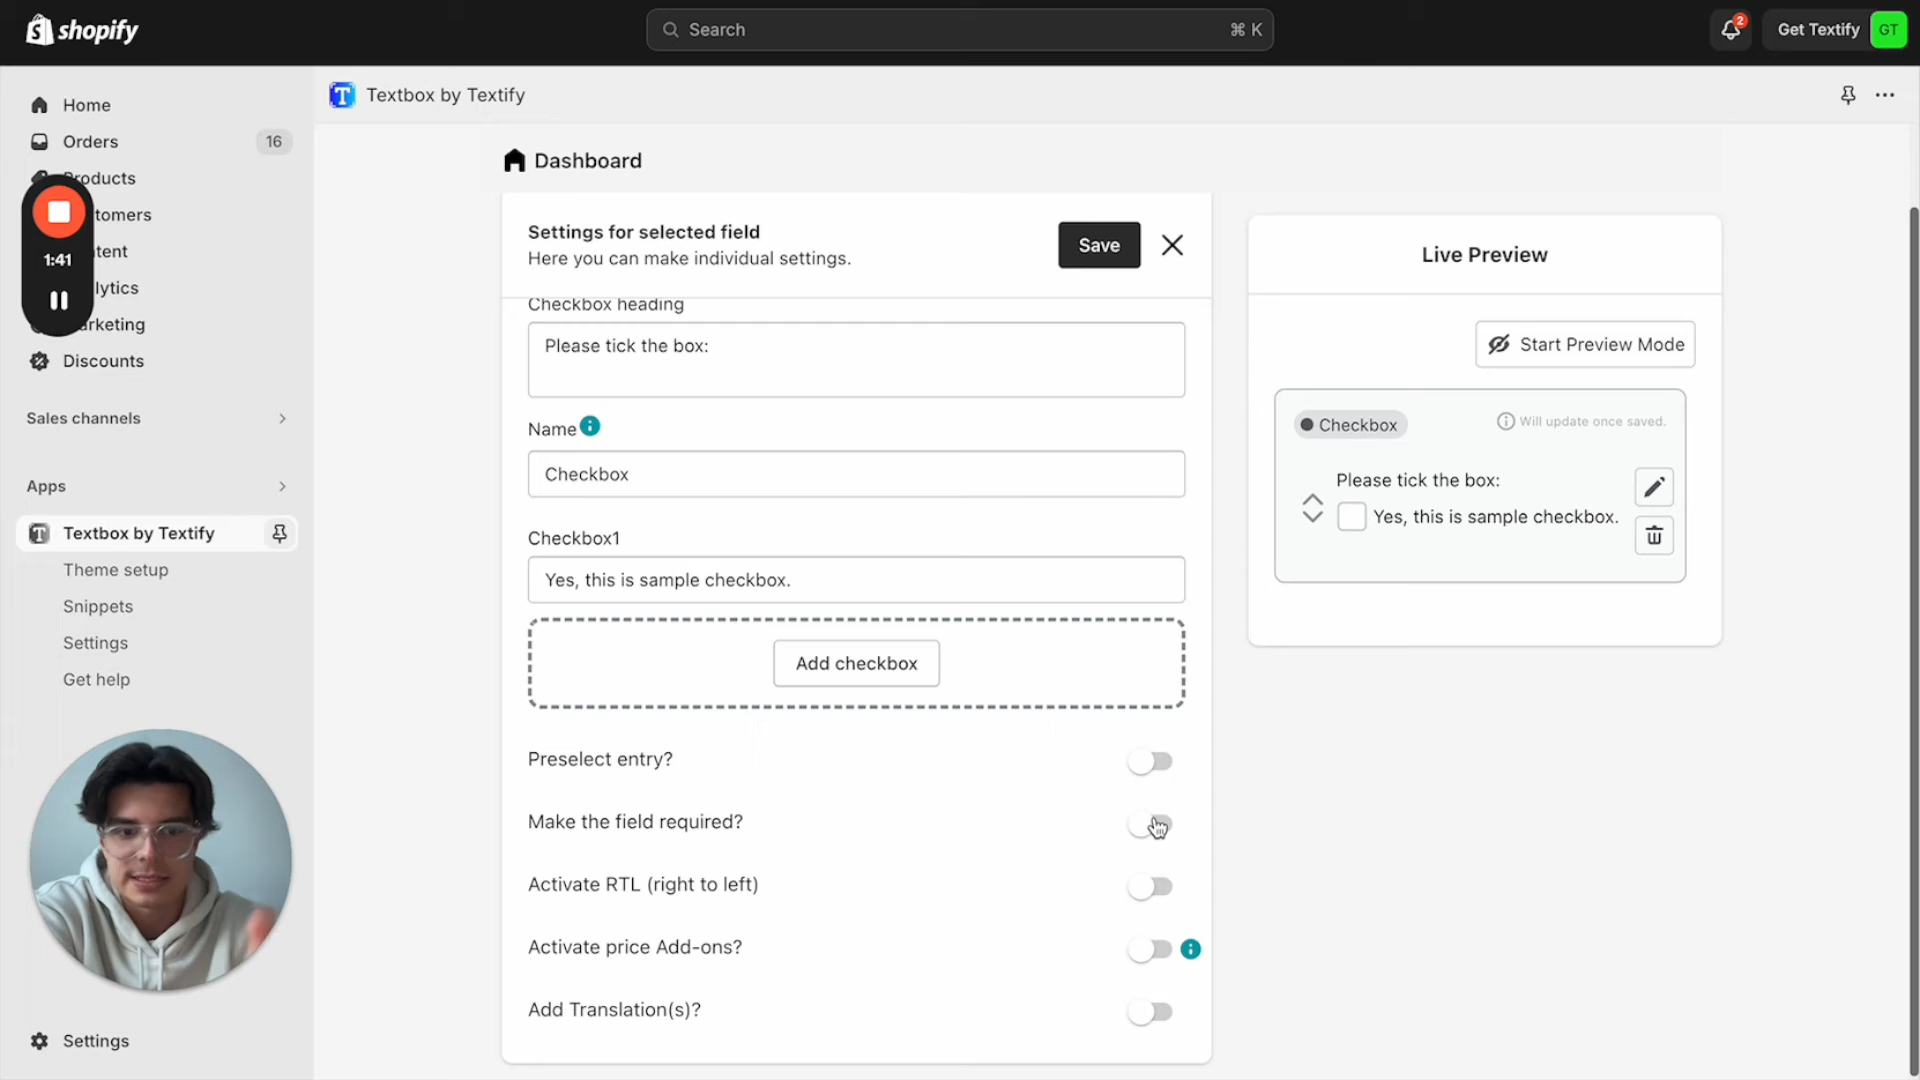 shopify
Search
⌘ K
2
Get Textify
GT
Home
Orders
16
Products
tomers
tent
lytics
arketing
Discounts
1:41
Sales channels
Apps
Textbox by Textify
Theme setup
Snippets
Settings
Get help
Settings
Textbox by Textify
Dashboard
Settings for selected field
Here you can make individual settings.
Save
Checkbox heading
Please tick the box:
Name
Checkbox
Checkbox1
Yes, this is sample checkbox.
Add checkbox
Preselect entry?
Make the field required?
Activate RTL (right to left)
Activate price Add-ons?
Add Translation(s)?
Live Preview
Start Preview Mode
Checkbox
Will update once saved.
Please tick the box:
Yes, this is sample checkbox.